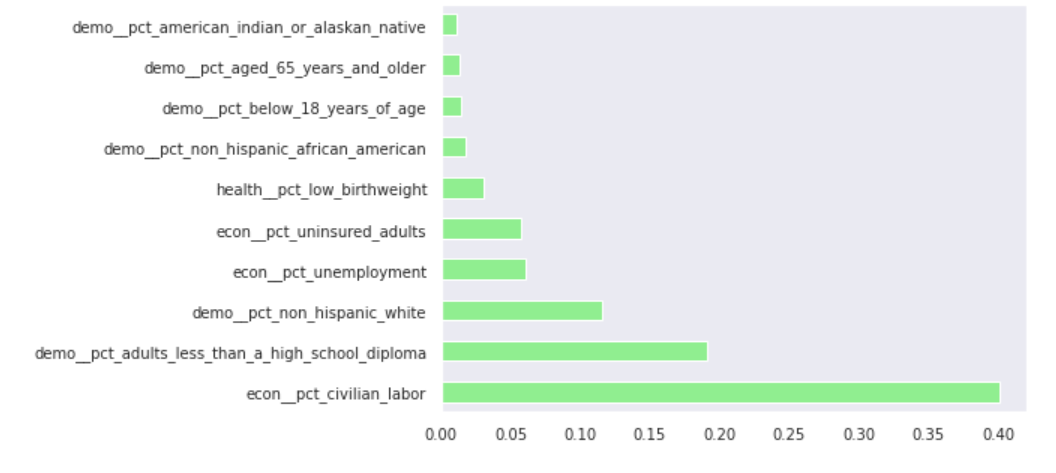 demo__pct_american_indian_or_alaskan_native
demo__pct_aged_65_years_and_older
demo__pct_below_18_years_of_age
demo__pct_non_hispanic_african_american
health__pct_low_birthweight
econ__pct_uninsured_adults
econ__pct_unemployment
demo__pct_non_hispanic_white
demo__pct_adults_less_than_a_high_school_diploma
econ__pct_civilian_labor
0.00 0.05 0.10 0.15 0.20 0.25 0.30 0.35 0.40